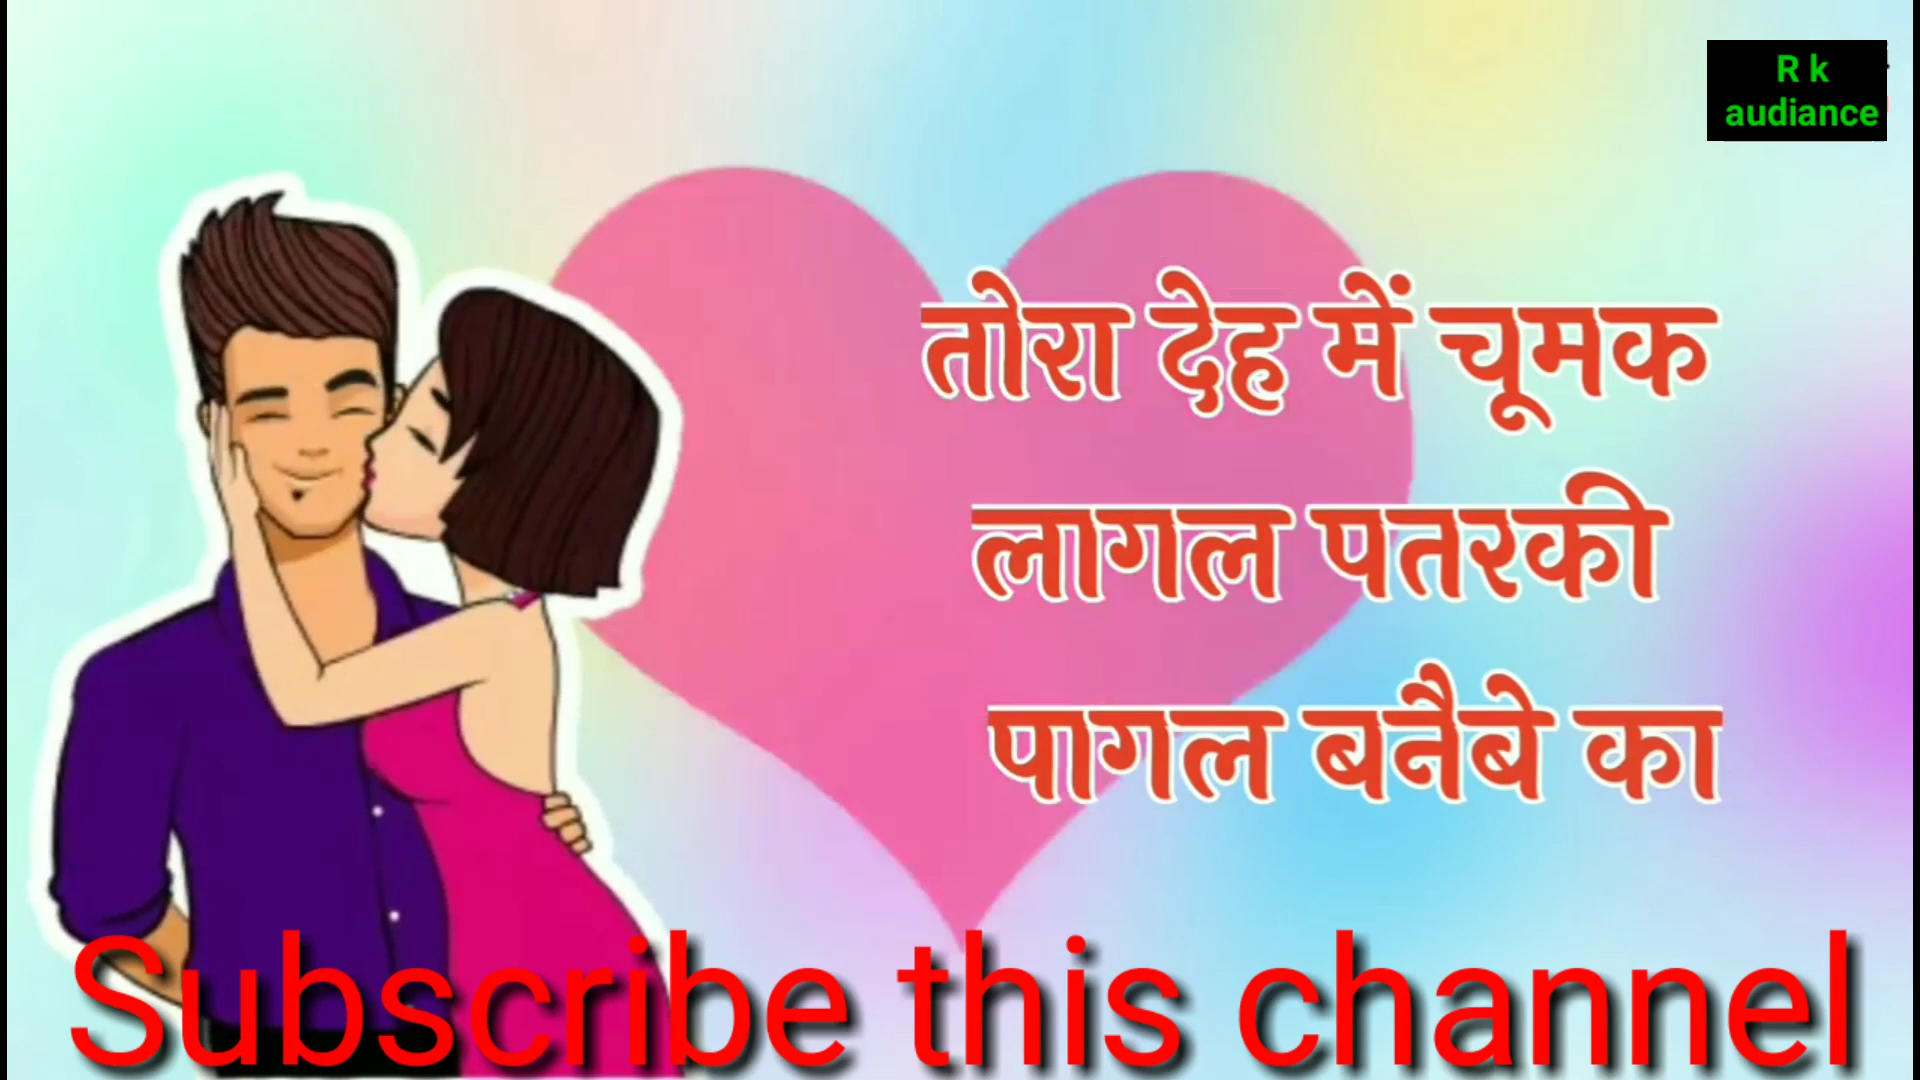 R k
audiance
तोरा देह में चूमक
लागल पतरकी
पागल बनैबे का
Subscribe this channel